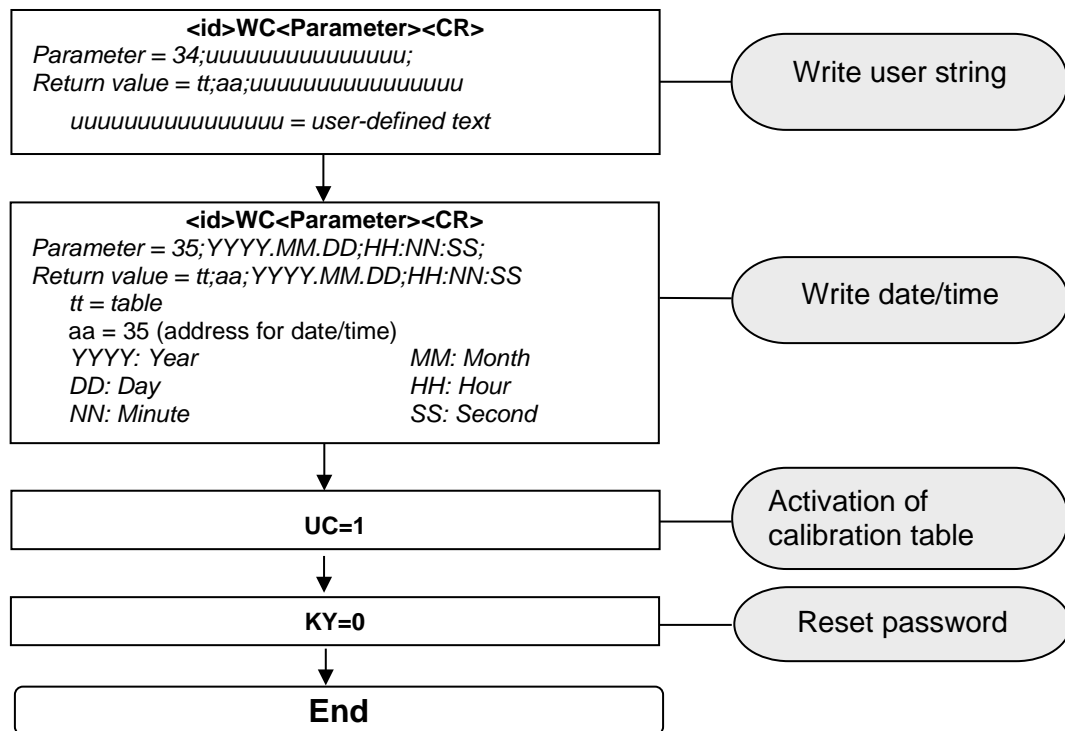 <id>WC<Parameter><CR>
Parameter = 34;uuuuuuuuuuuuuuu;
Return value = tt;aa;uuuuuuuuuuuuuuuu
uuuuuuuuuuuuuuuu = user-defined text
Write user string
<id>WC<Parameter><CR>
Parameter = 35;YYYY.MM.DD;HH:NN:SS;
Return value = tt;aa;YYYY.MM.DD;HH:NN:SS
tt = table
aa = 35 (address for date/time)
YYYY: Year MM: Month
DD: Day HH: Hour
NN: Minute SS: Second
Write date/time
UC=1
Activation of
calibration table
KY=0
Reset password
End